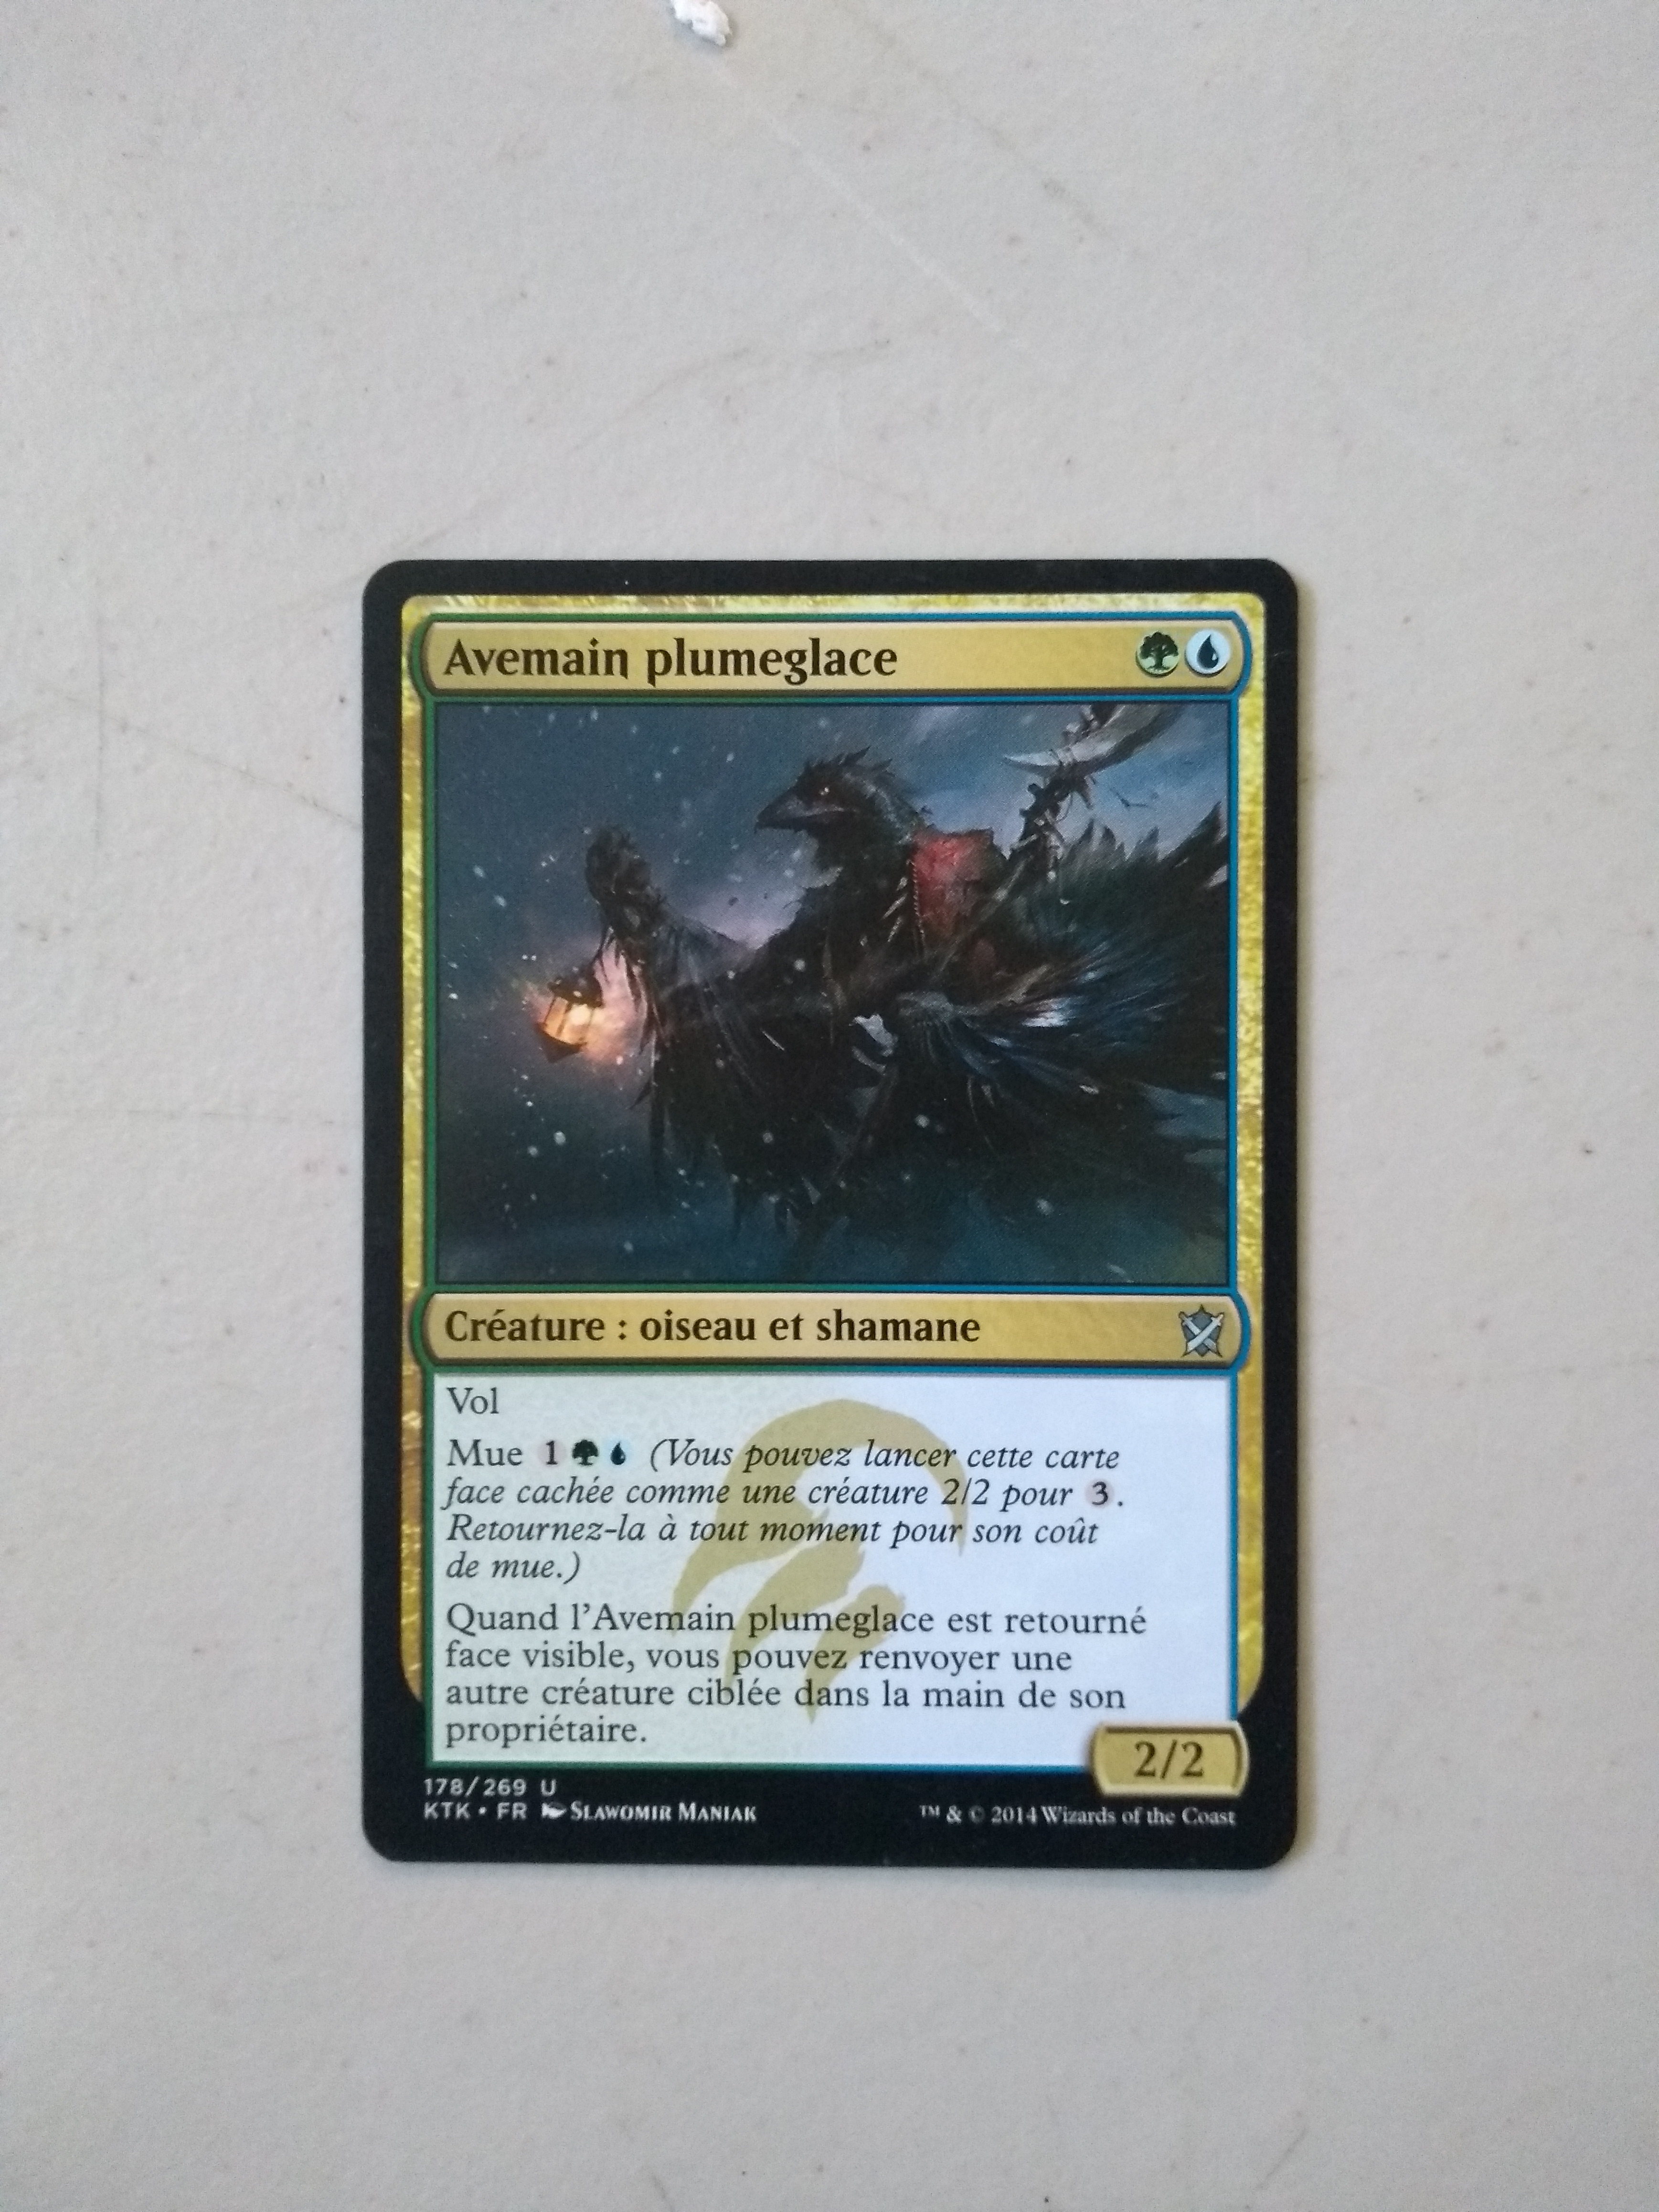 Avemain plumeglace
Créature : oiseau et shamane
Vol
Mue 1 (Vous pouvez lancer cette carte
face cachée comme une créature 2/2 pour 3.
Retournez-la à tout moment pour son coût
de mue.)
Quand l'Avemain plumeglace est retourné
face visible, vous pouvez renvoyer une
autre créature ciblée dans la main de son
propriétaire.
2/2
178/269 U
KTK • FR Slawomir Maniak
™ & © 2014 Wizards of the Coast